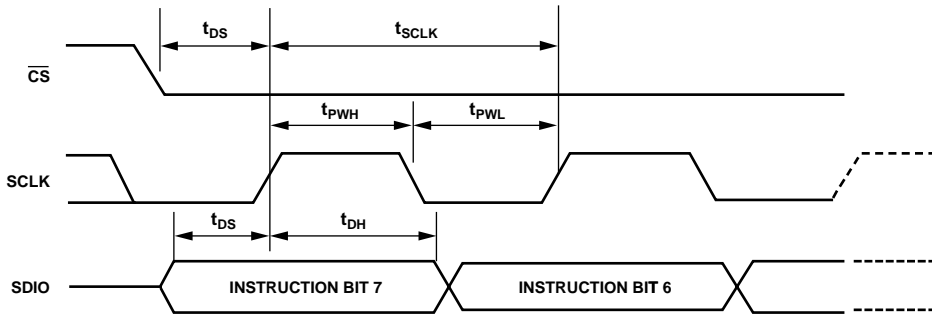 tDS tSCLK
CS
tPWH tPWL
SCLK
tDS tDH
SDIO INSTRUCTION BIT 7 INSTRUCTION BIT 6